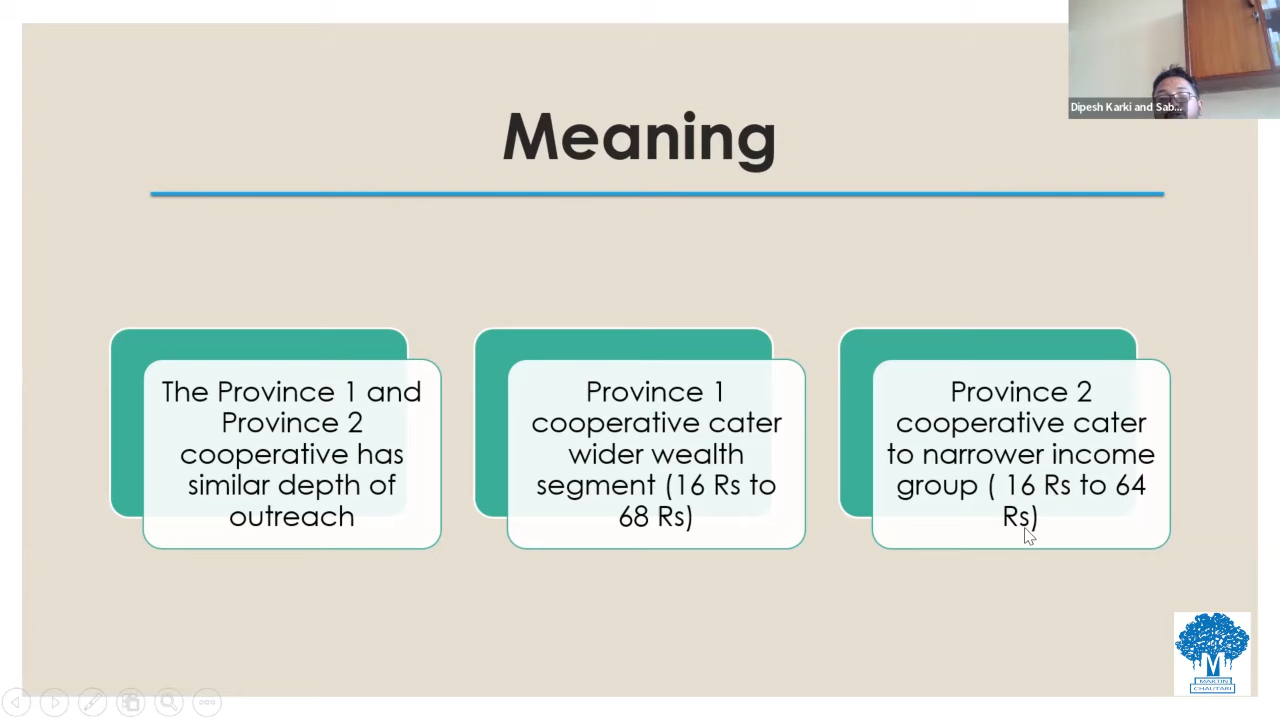 Dipesh Karki and Sab...
Meaning
The Province 1 and
Province 2
cooperative has
similar depth of
outreach
Province 1
cooperative cater
wider wealth
segment (16 Rs to
68 Rs)
Province 2
cooperative cater
to narrower income
group ( 16 Rs to 64
Rs)
M
MARTIN
CHAUTARI